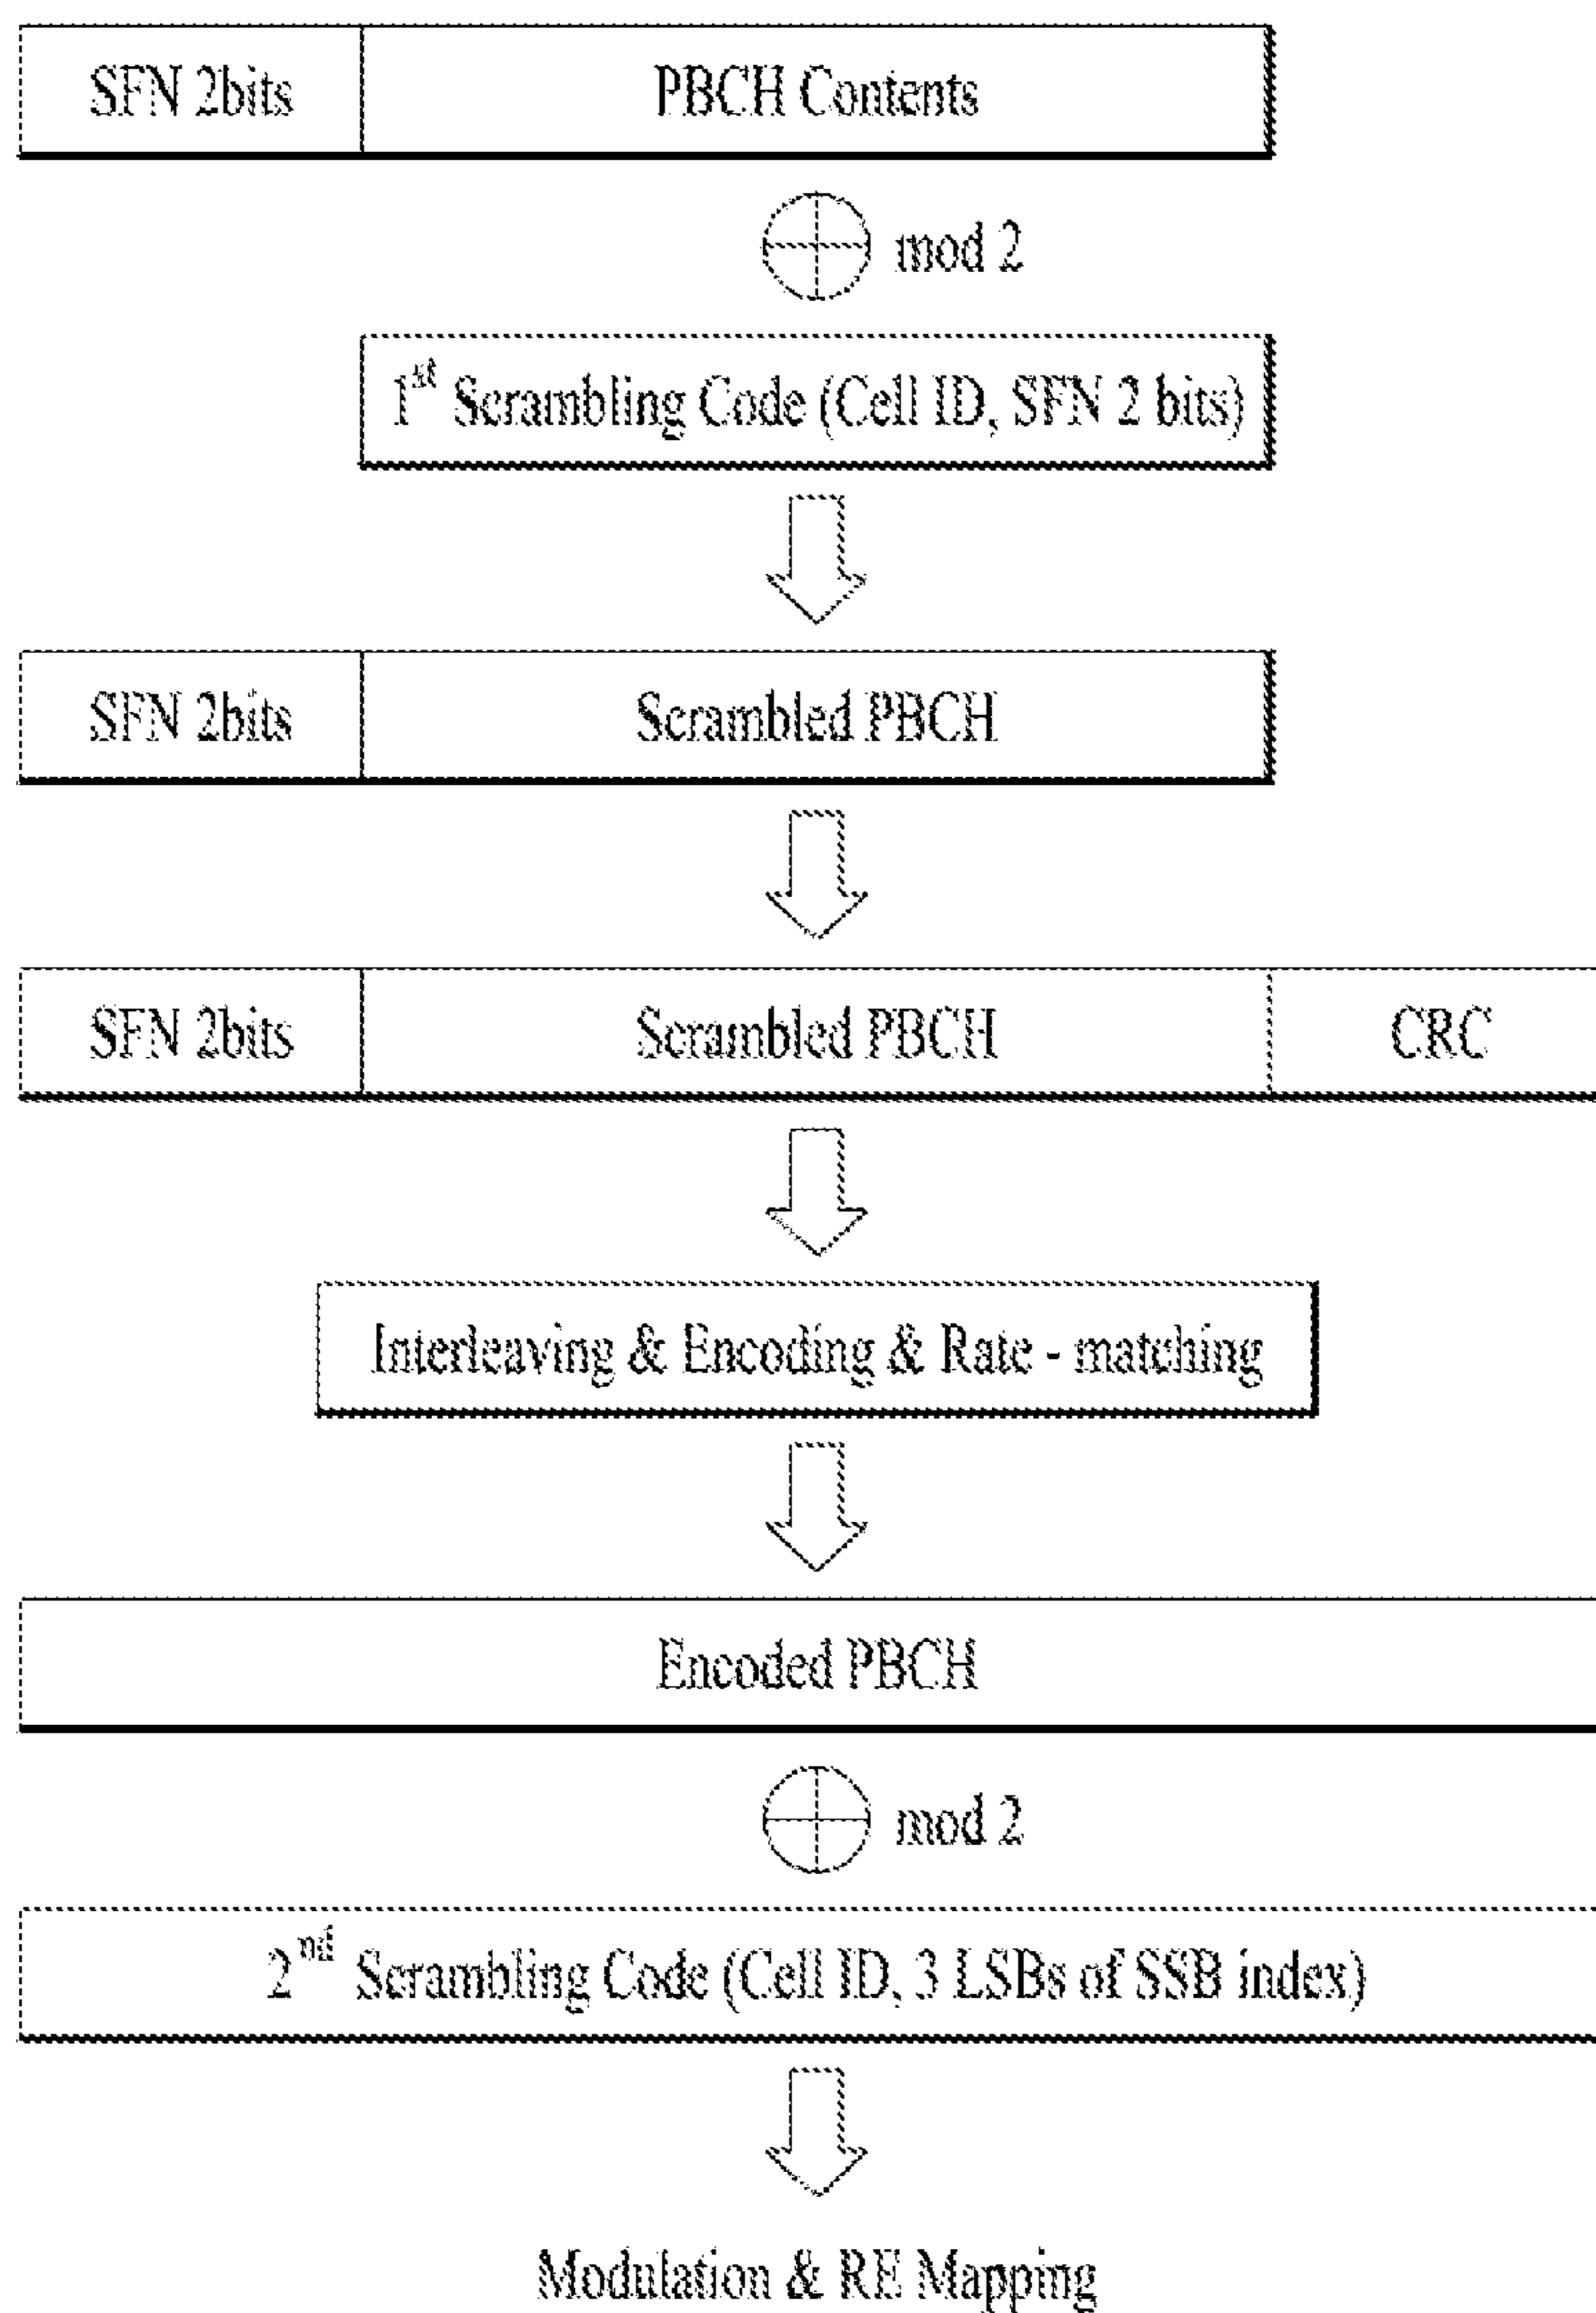 SFN 2bits PBCH Contents
mod 2
1st Scrambling Code (Cell ID, SFN 2 bits)
SFN 2bits Scrambled PBCH
SFN 2bits Scrambled PBCH CRC
Interleaving & Encoding & Rate - matching
Encoded PBCH
mod 2
2nd Scrambling Code (Cell ID, 3 LSBs of SSB index)
Modulation & RE Mapping